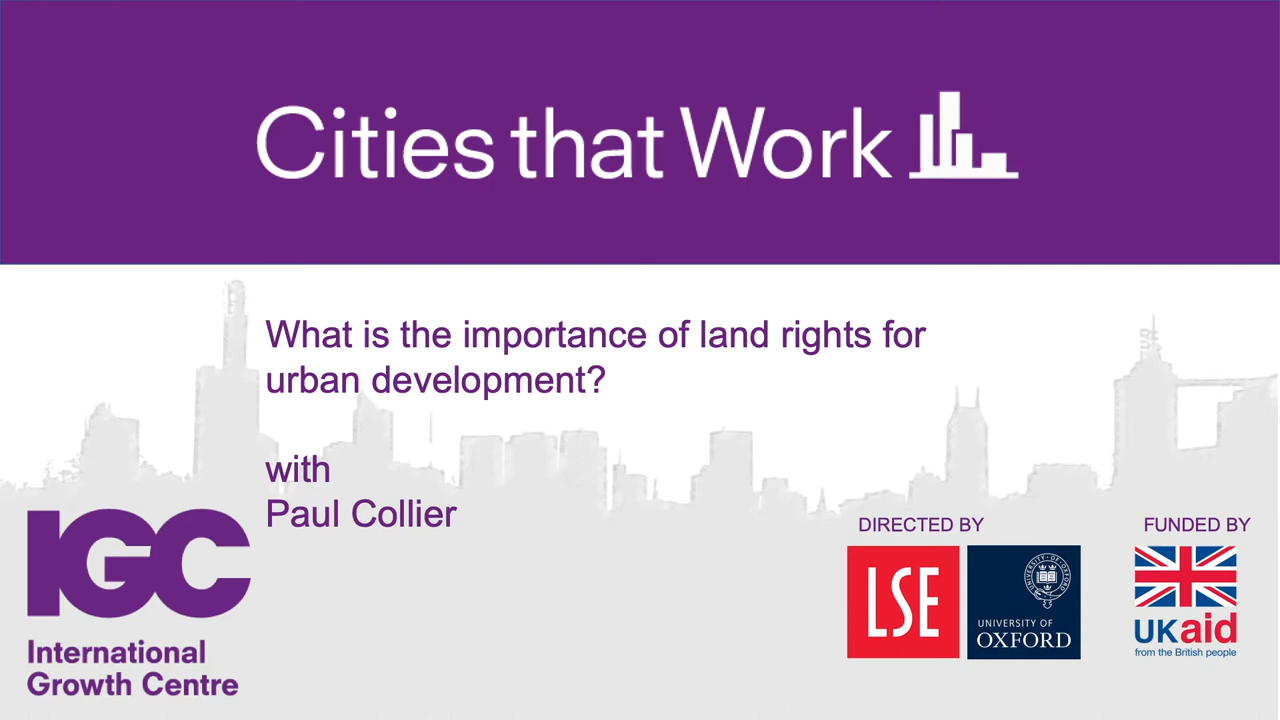 Cities that Work
What is the importance of land rights for
urban development?
with
Paul Collier
IGC
International
Growth Centre
DIRECTED BY
LSE
UNIVERSITY OF
OXFORD
FUNDED BY
UKaid
from the British people